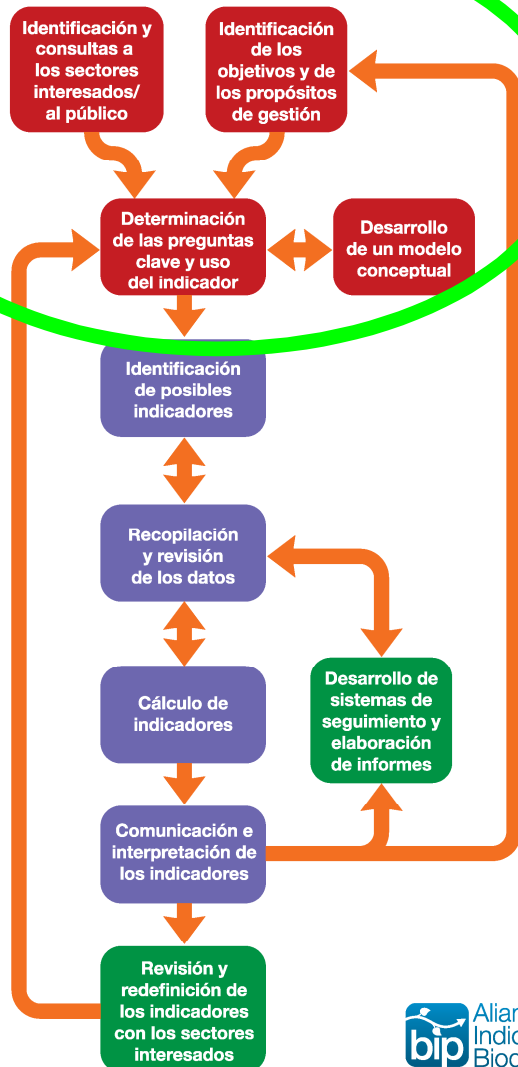 Identificación y
consultas a
los sectores
interesados/
al público
Identificación
de los
objetivos y de
los propósitos
de gestión
Determinación
de las preguntas
clave y uso
del indicador
Desarrollo
de un modelo
conceptual
Identificación
de posibles
indicadores
Recopilación
y revisión
de los datos
Cálculo de
indicadores
Desarrollo de
sistemas de
seguimiento y
elaboración
de informes
Comunicación e
interpretación de
los indicadores
Revisión y
redefinición de
los indicadores
con los sectores
interesados
bip